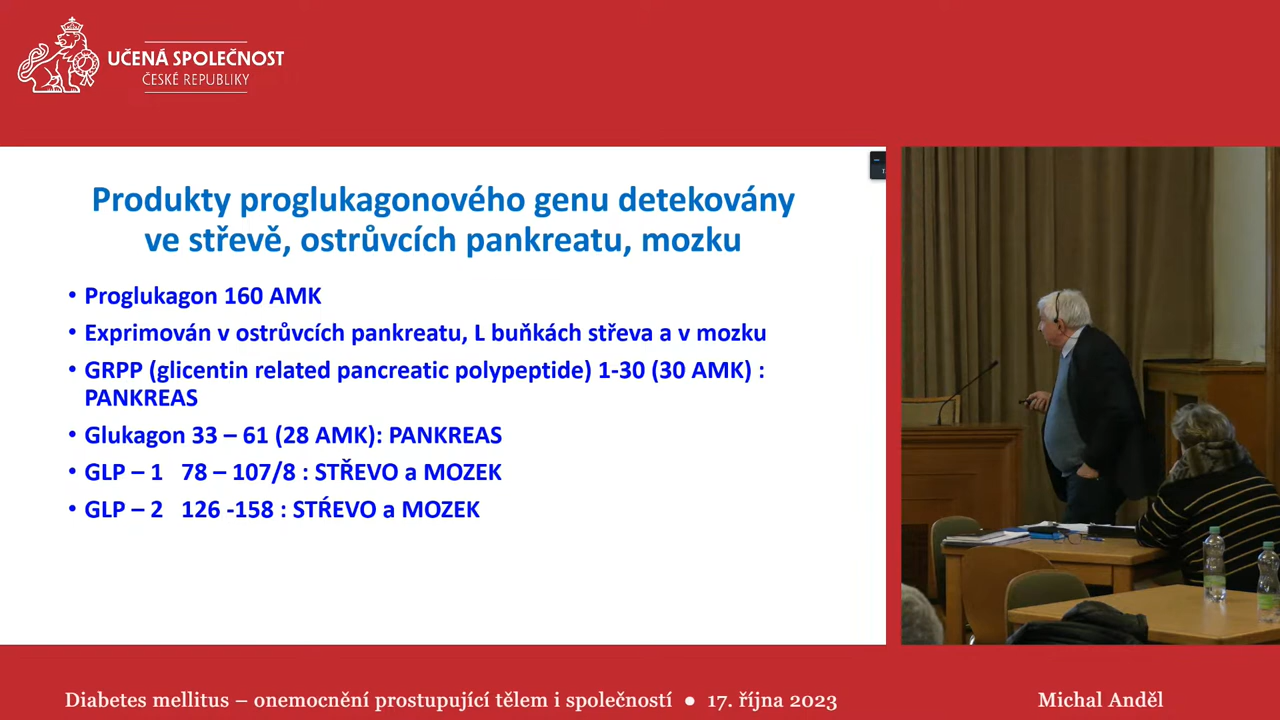 UČENÁ SPOLEČNOST
ČESKÉ REPUBLIKY
Produkty proglukagonového genu detekovány
ve střevě, ostrůvcích pankreatu, mozku
• Proglukagon 160 AMK
• Exprimován v ostrůvcích pankreatu, L buňkách střeva a v mozku
• GRPP (glicentin related pancreatic polypeptide) 1-30 (30 AMK) :
PANKREAS
• Glukagon 33 – 61 (28 AMK): PANKREAS
• GLP – 1 78 – 107/8 : STŘEVO a MOZEK
• GLP – 2 126 -158 : STŔEVO a MOZEK
Diabetes mellitus – onemocnění prostupující tělem i společností ● 17. října 2023
Michal Anděl